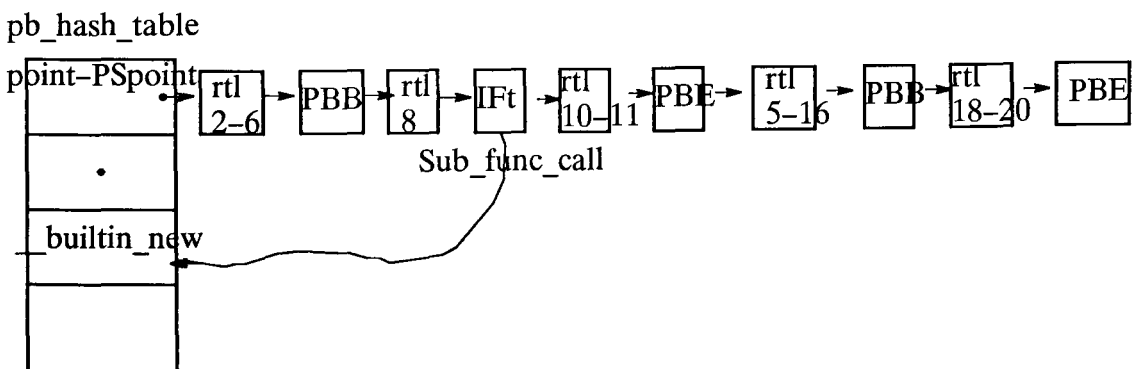 pb_hash_table
point-PSpoint
rtl
2-6
PBB
rtl
8
IFt
rtl
10-11
PBE
rtl
5-16
PBB
rtl
18-20
PBE
Sub_func_call
__builtin_new